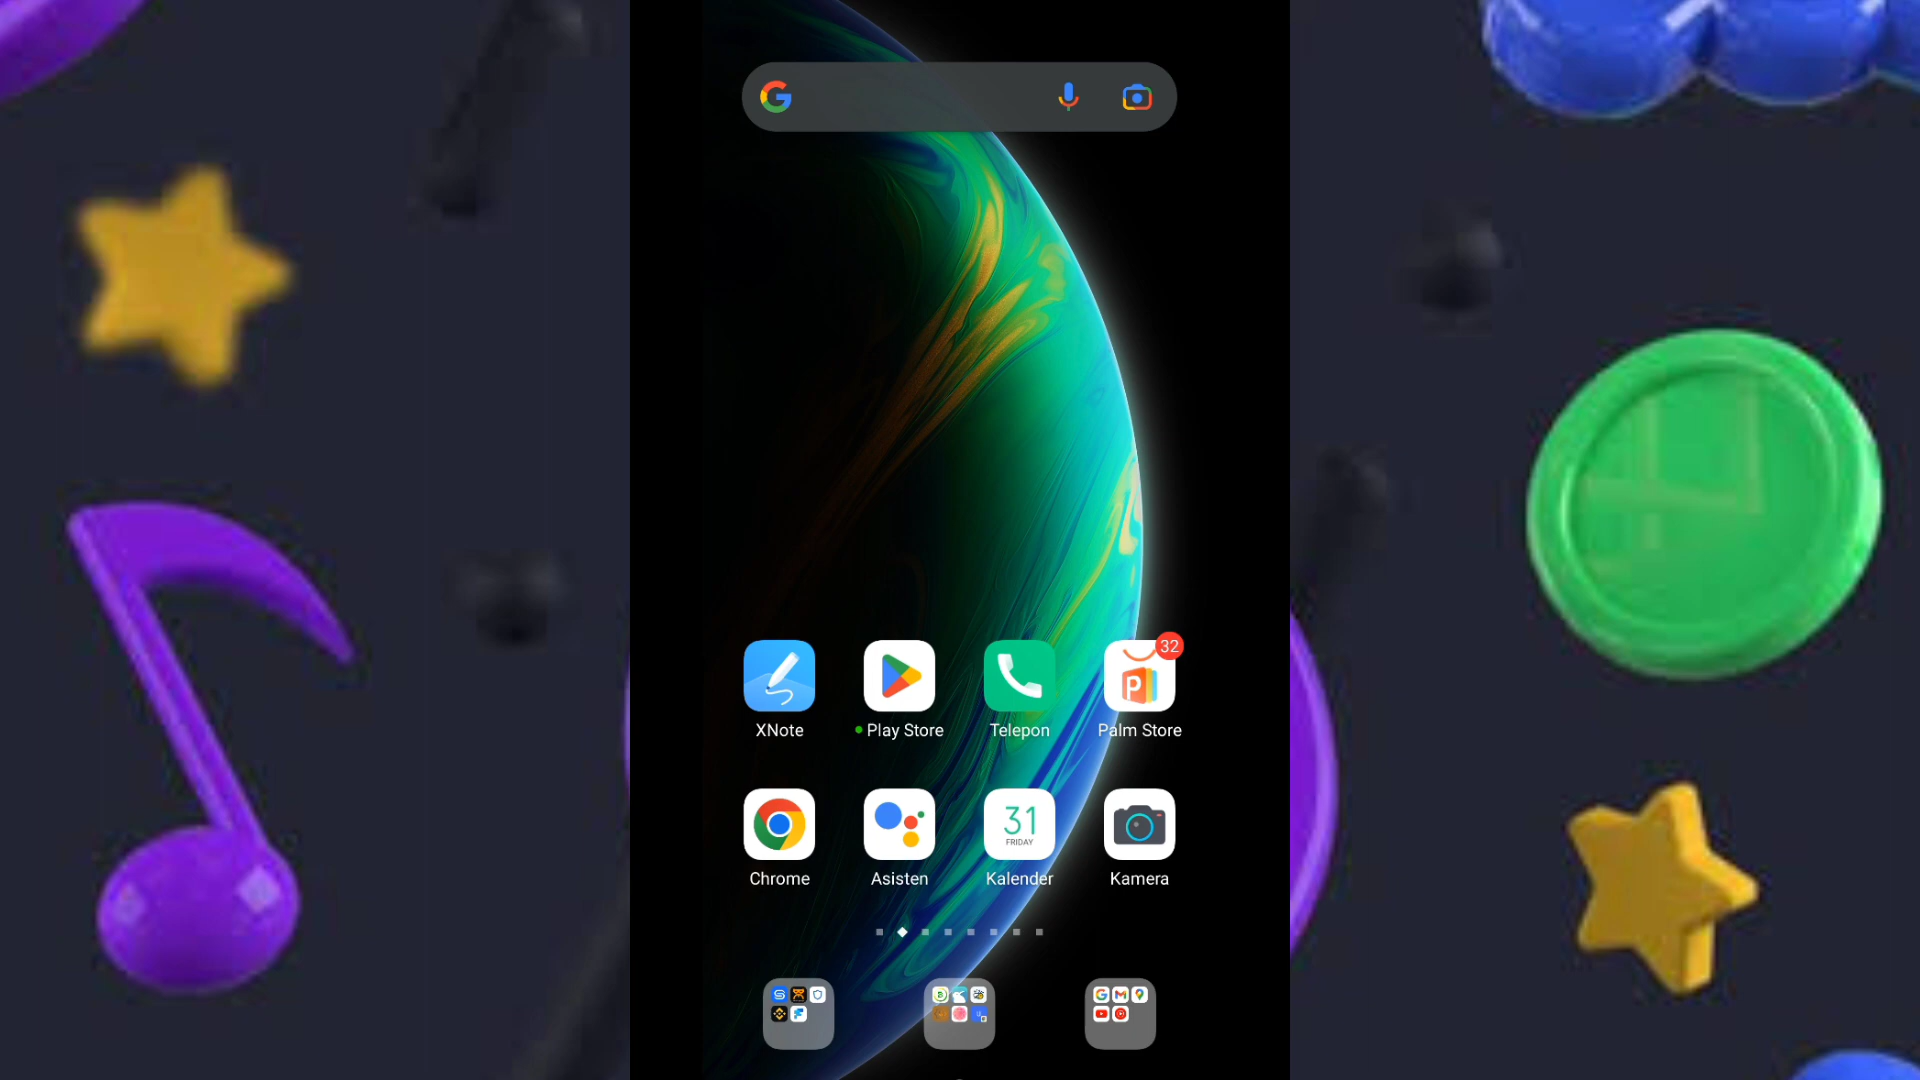 32
XNote
Play Store
Telepon
Palm Store
31
FRIDAY
Chrome
Asisten
Kalender
Kamera